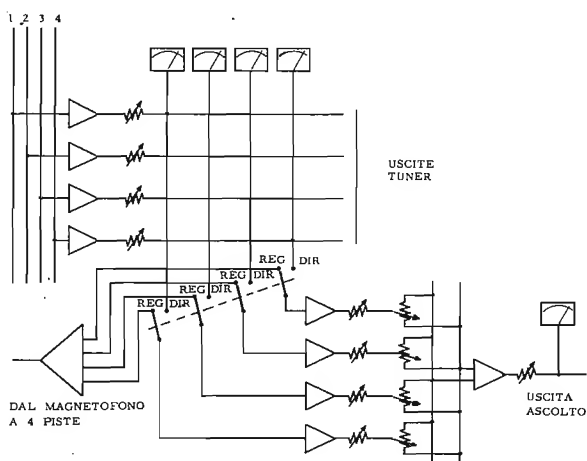 1 2 3 4
USCITE
TUNER
REG DIR
REG DIR
REG DIR
REG DIR
DAL MAGNETOFONO
A 4 PISTE
USCITA
ASCOLTO